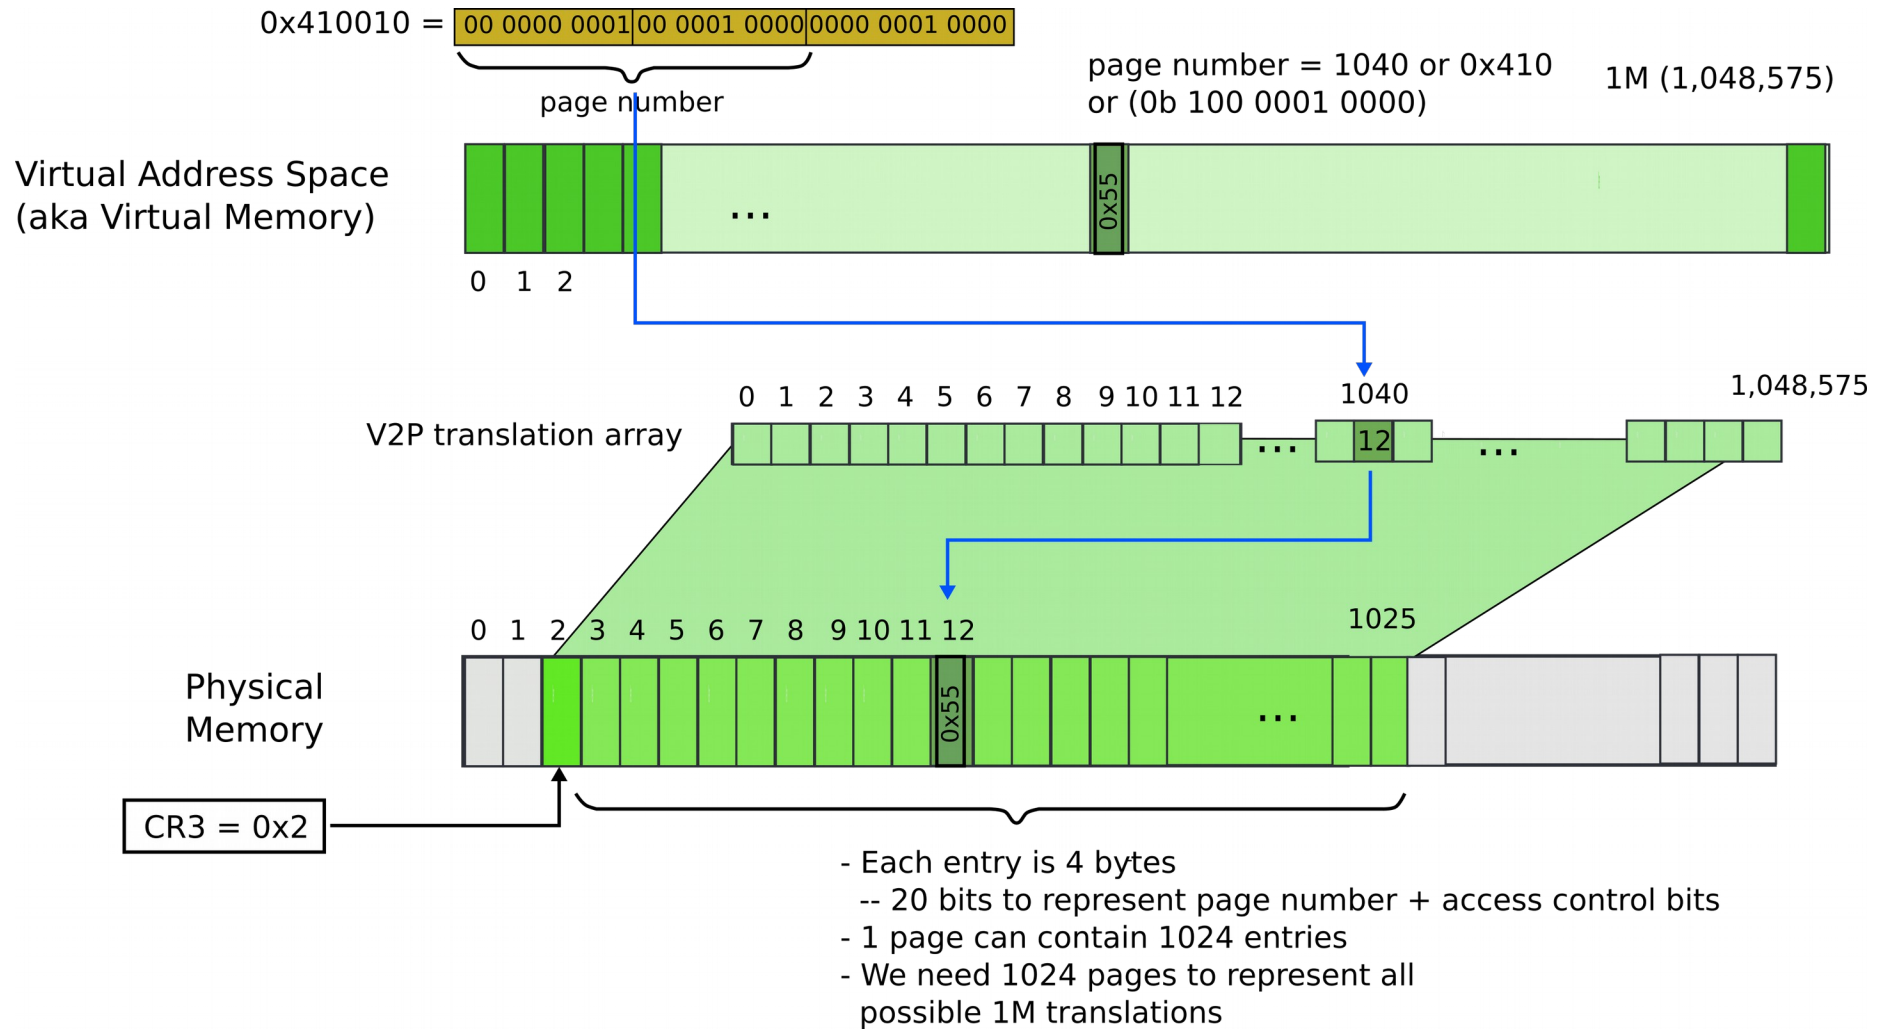 0x410010 = 00 0000 0001 00 0001 0000 0000 0001 0000
page number
page number = 1040 or 0x410
or (0b 100 0001 0000)
1M (1,048,575)
Virtual Address Space
(aka Virtual Memory)
...
0x55
0 1 2
0 1 2 3 4 5 6 7 8 9 10 11 12
1040
1,048,575
V2P translation array
...
12
...
0 1 2 3 4 5 6 7 8 9 10 11 12
1025
Physical
Memory
0x55
...
CR3 = 0x2
- Each entry is 4 bytes
-- 20 bits to represent page number + access control bits
- 1 page can contain 1024 entries
- We need 1024 pages to represent all
possible 1M translations